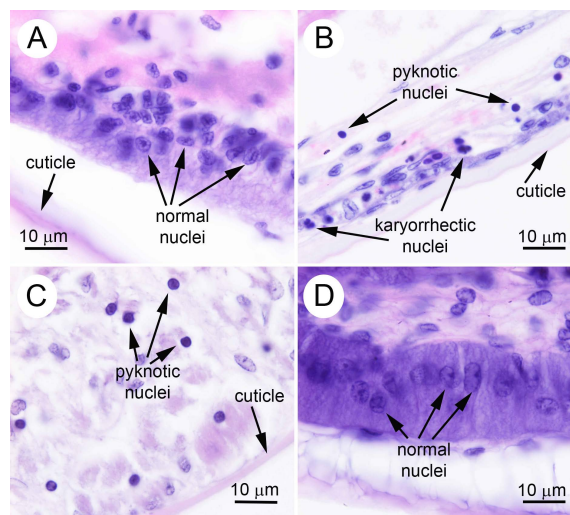 A
cuticle
normal
nuclei
10 μm
B
pyknotic
nuclei
cuticle
karyorrhectic
nuclei
10 μm
C
pyknotic
nuclei
cuticle
10 μm
D
normal
nuclei
10 μm